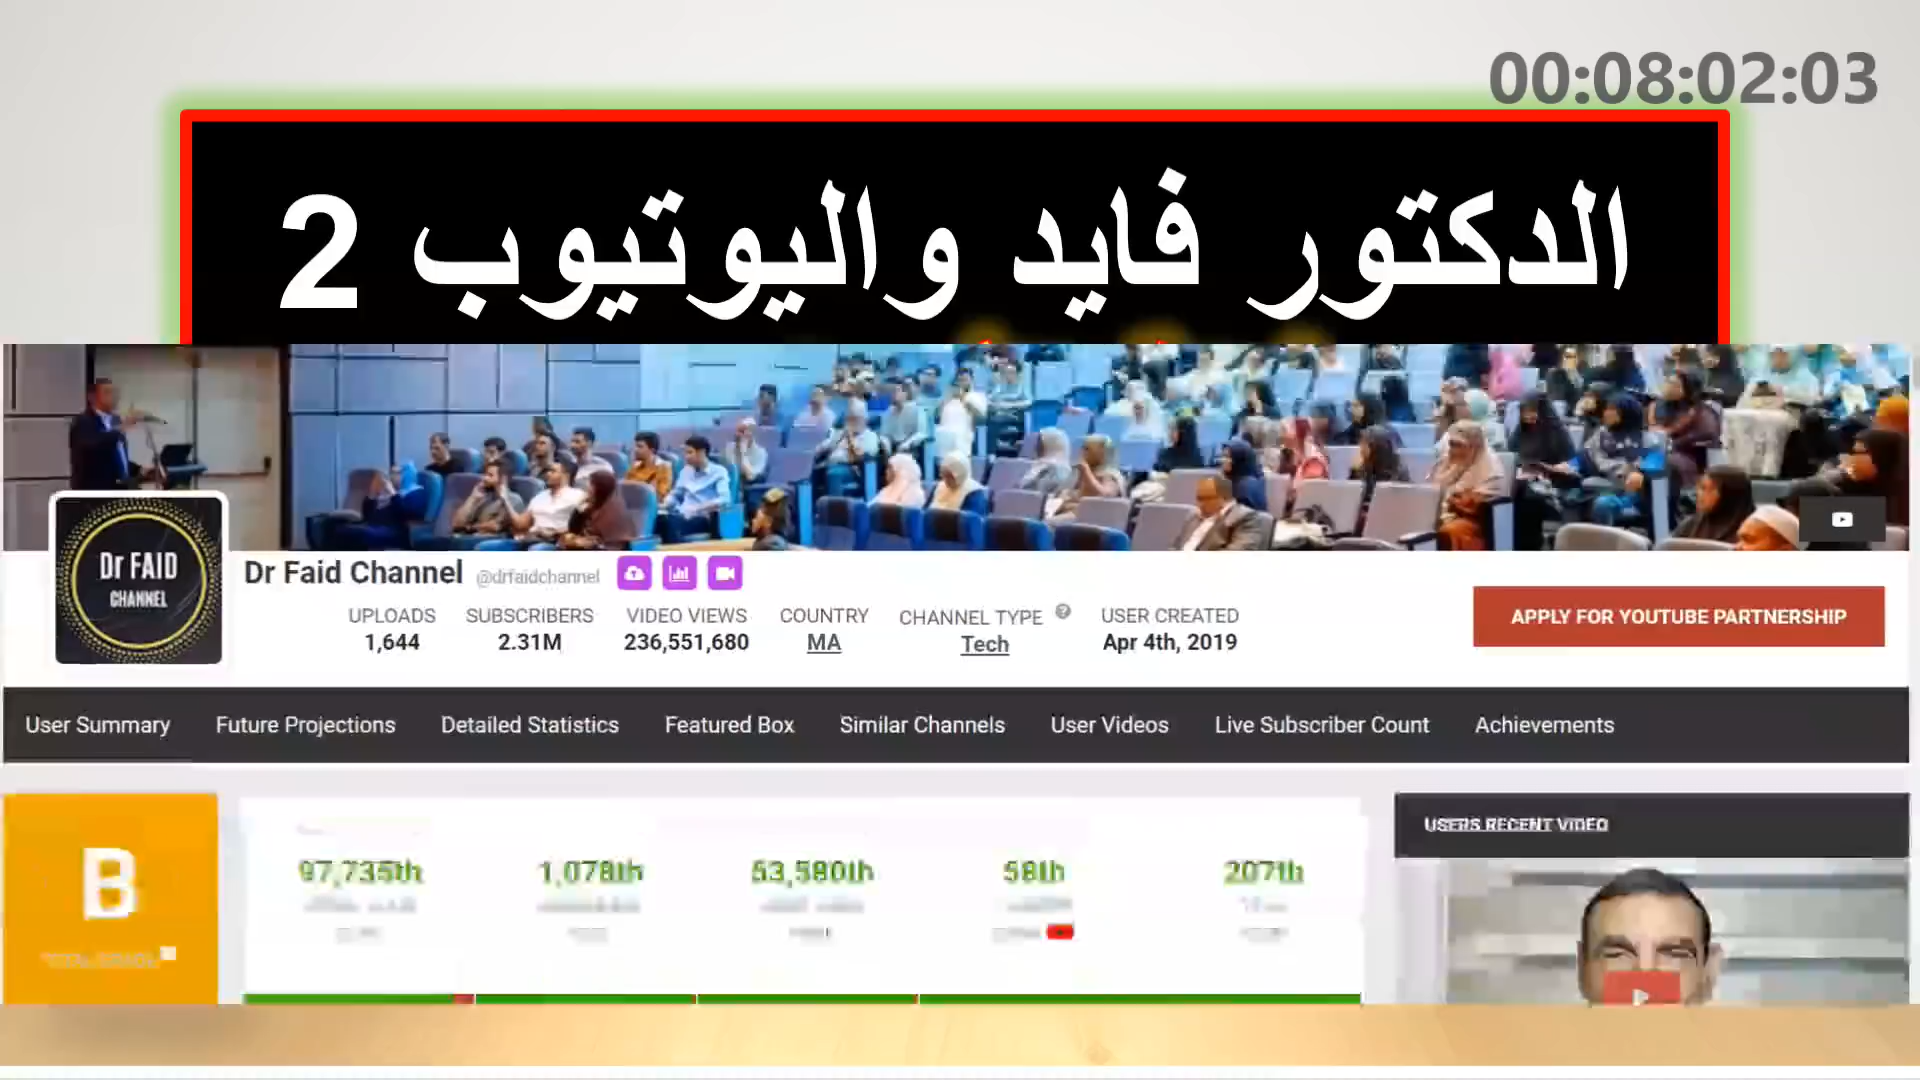 00:08:02:03
الدكتور فايد واليوتيوب 2
Dr FAID
CHANNEL
Dr Faid Channel @drfaidchannel
UPLOADS SUBSCRIBERS VIDEO VIEWS COUNTRY CHANNEL TYPE USER CREATED
1,644 2.31M 236,551,680 MA Tech Apr 4th, 2019
APPLY FOR YOUTUBE PARTNERSHIP
User Summary Future Projections Detailed Statistics Featured Box Similar Channels User Videos Live Subscriber Count Achievements
B
97,735th 1,078th 53,580th 58th 207th
USERS RECENT VIDEO